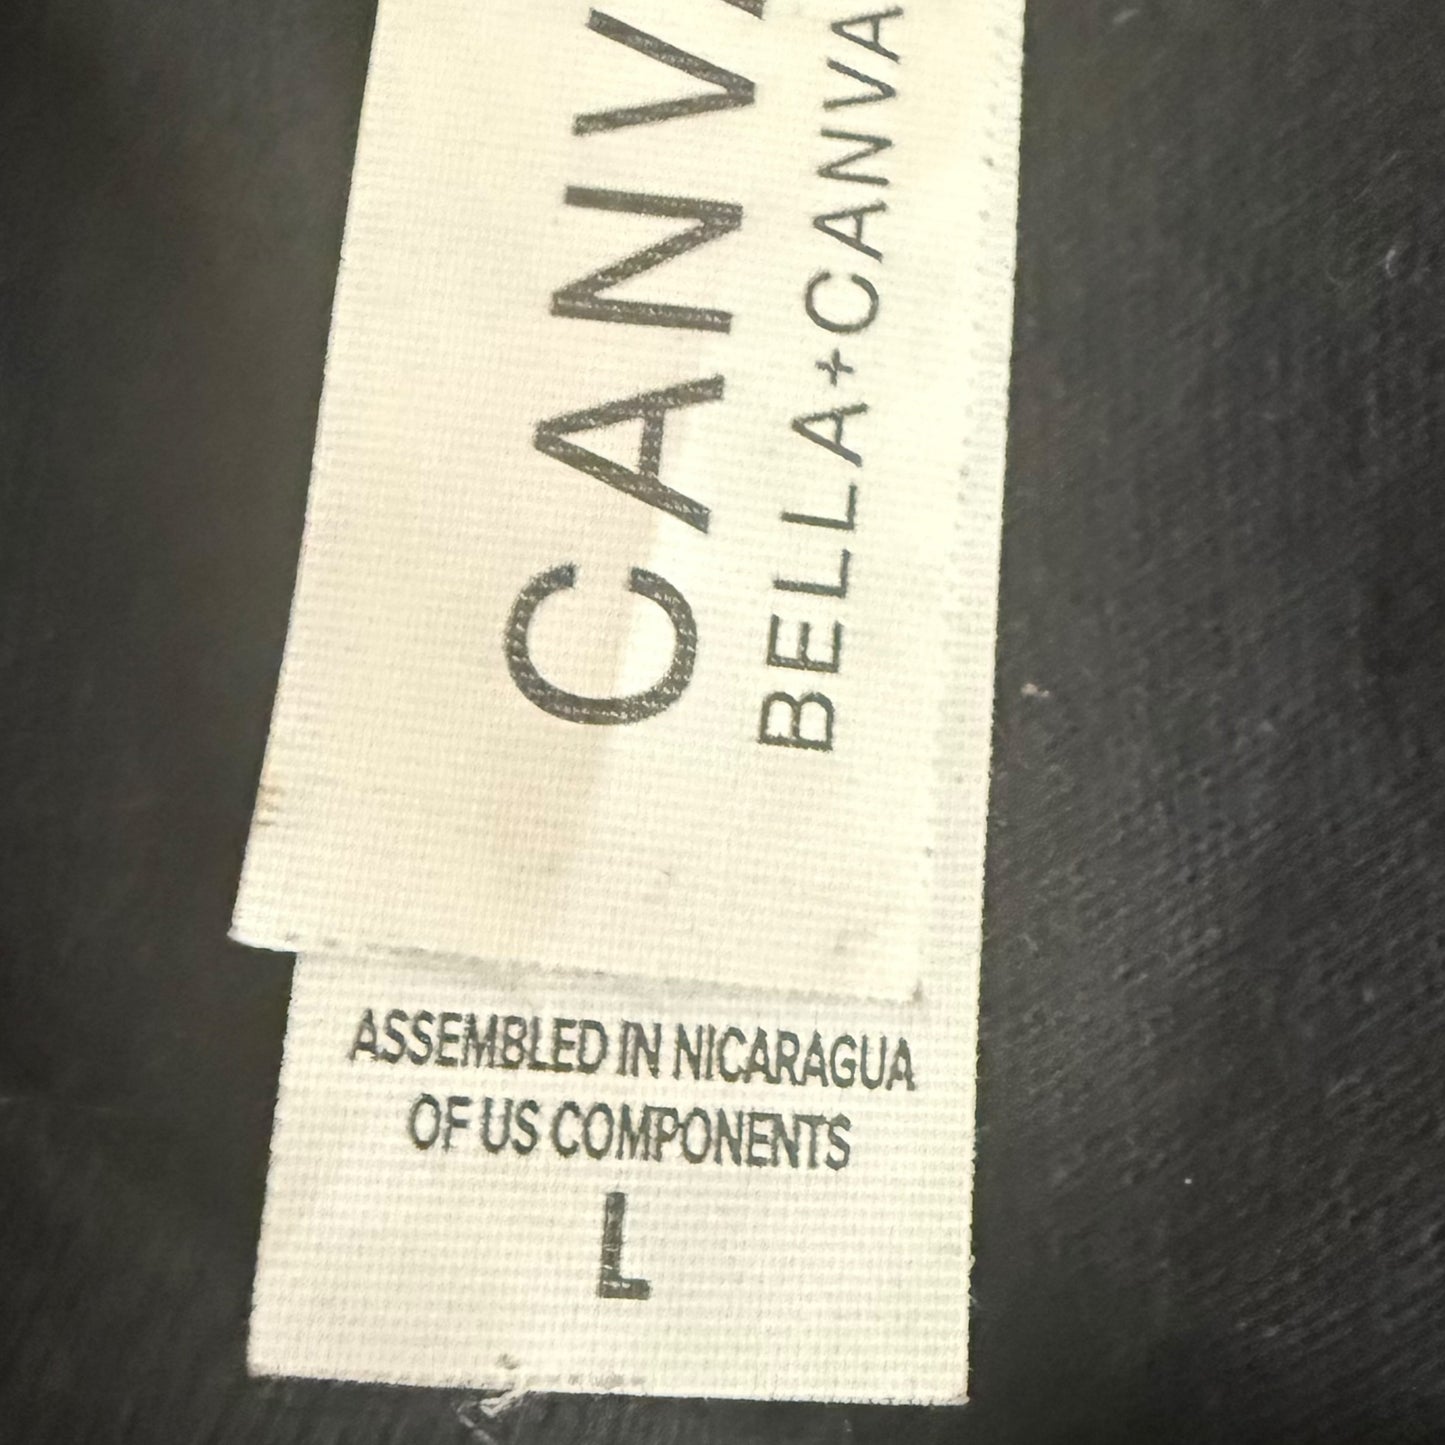 CANVA
BELLA+CANVA
ASSEMBLED IN NICARAGUA
OF US COMPONENTS
L